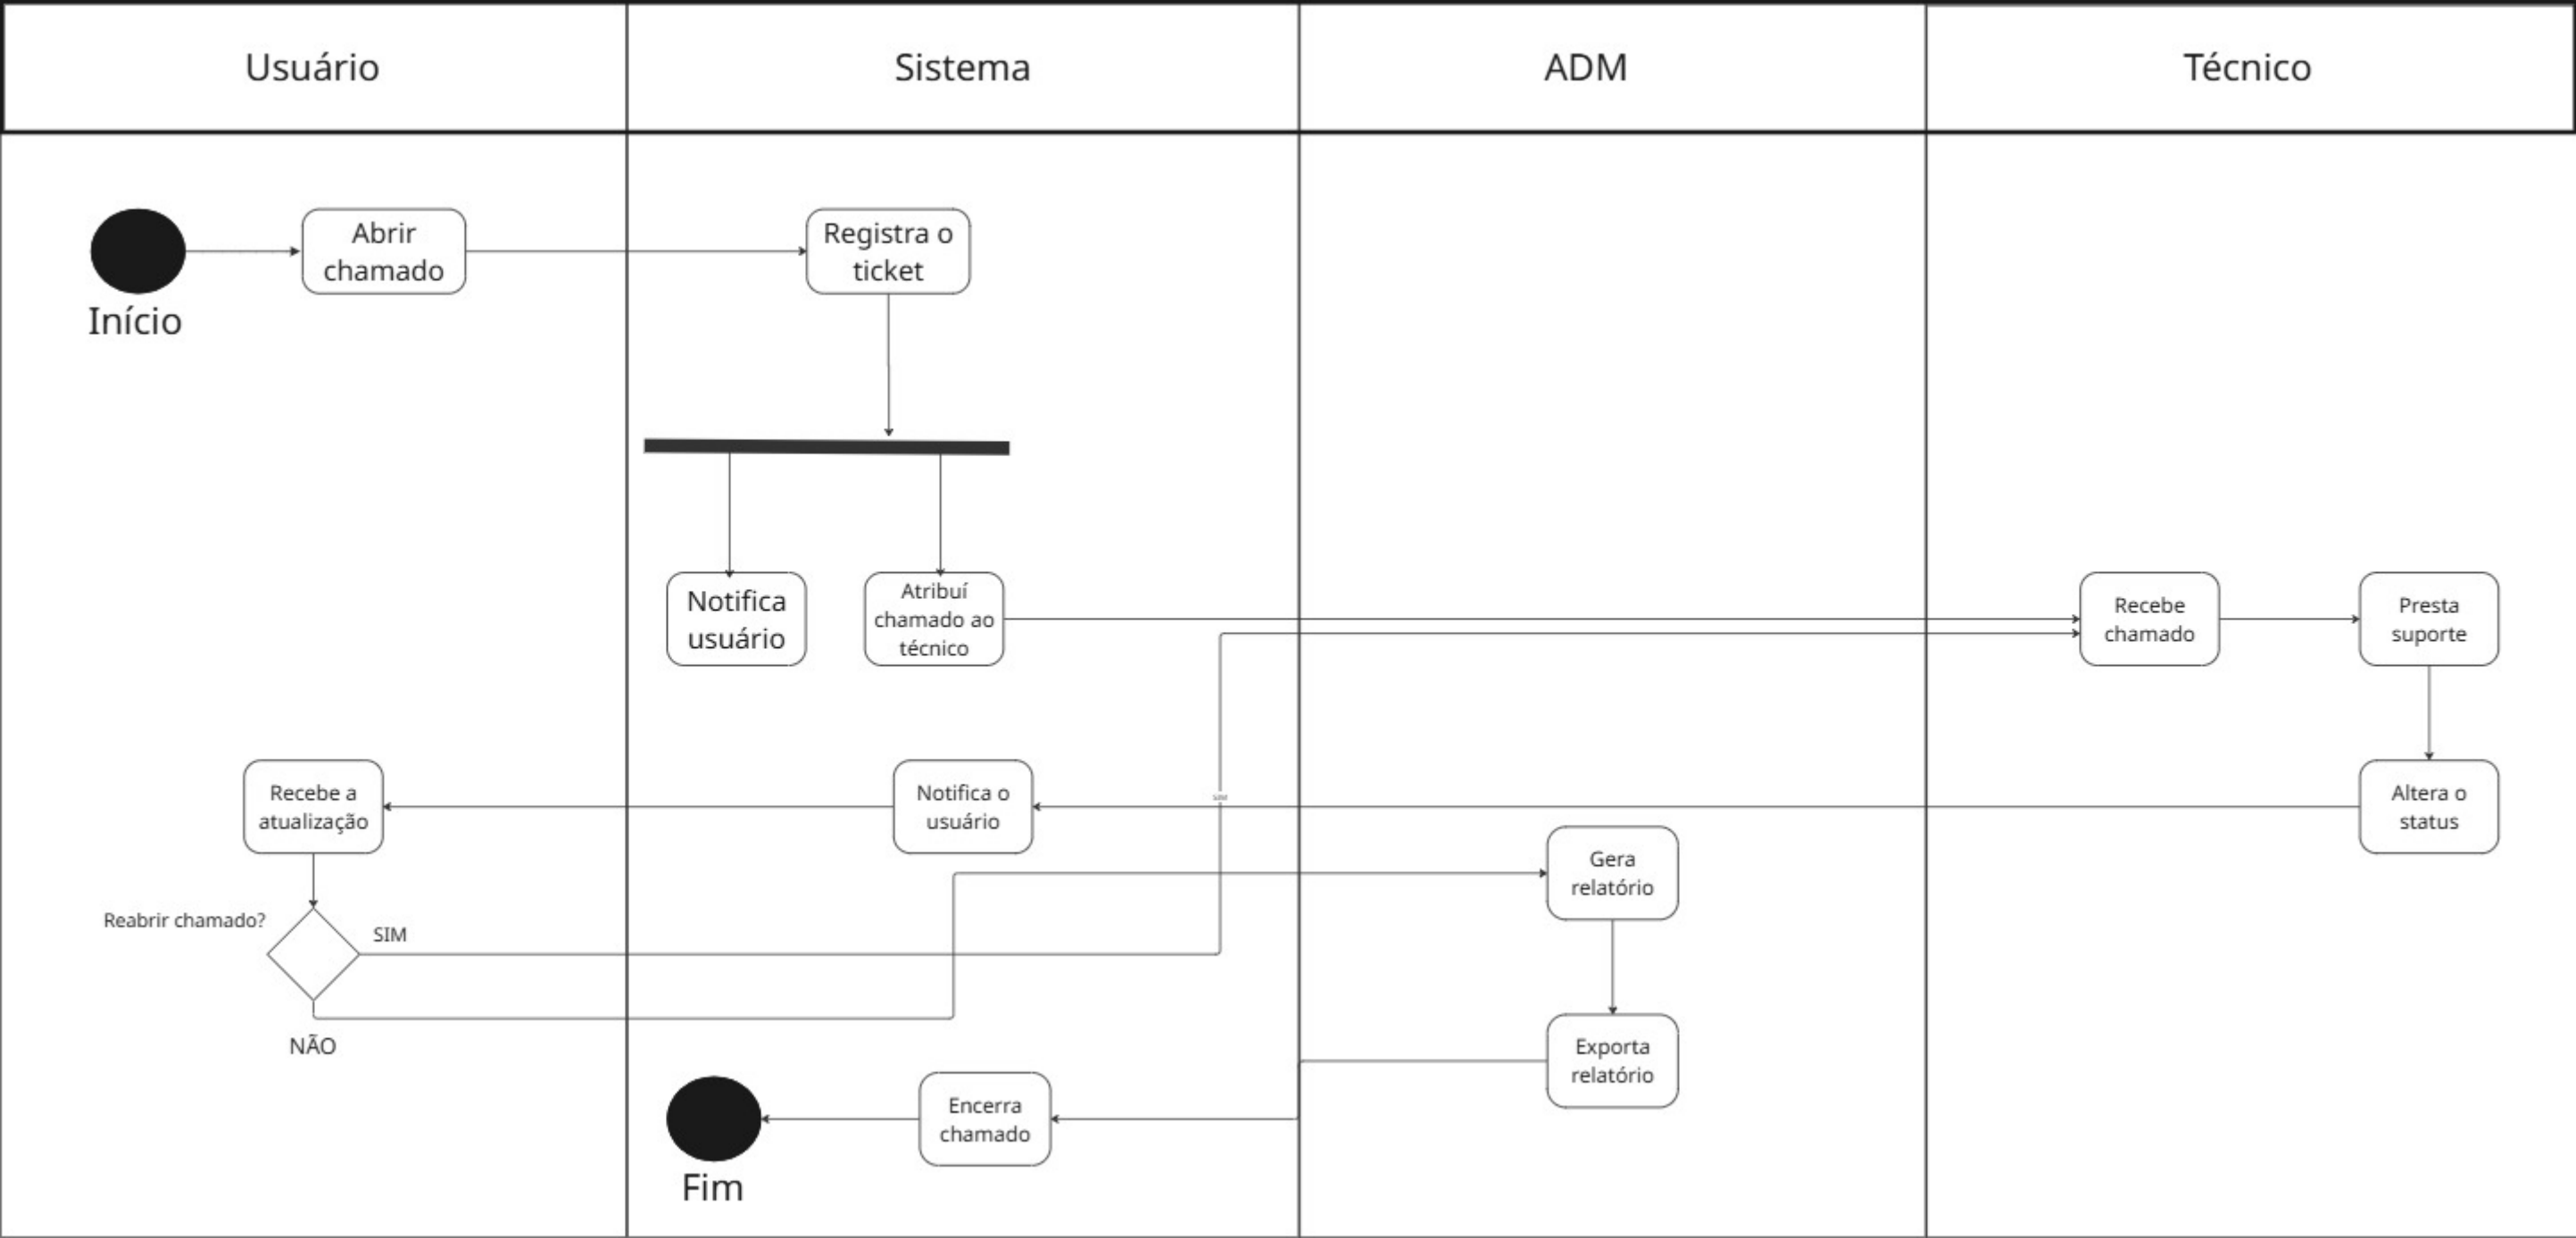 Usuário
Sistema
ADM
Técnico
Abrir
chamado
Registra o
ticket
Início
Notifica
usuário
Atribuí
chamado ao
técnico
Recebe
chamado
Presta
suporte
Recebe a
atualização
Notifica o
usuário
SIM
Altera o
status
Gera
relatório
Reabrir chamado?
SIM
NÃO
Exporta
relatório
Encerra
chamado
Fim